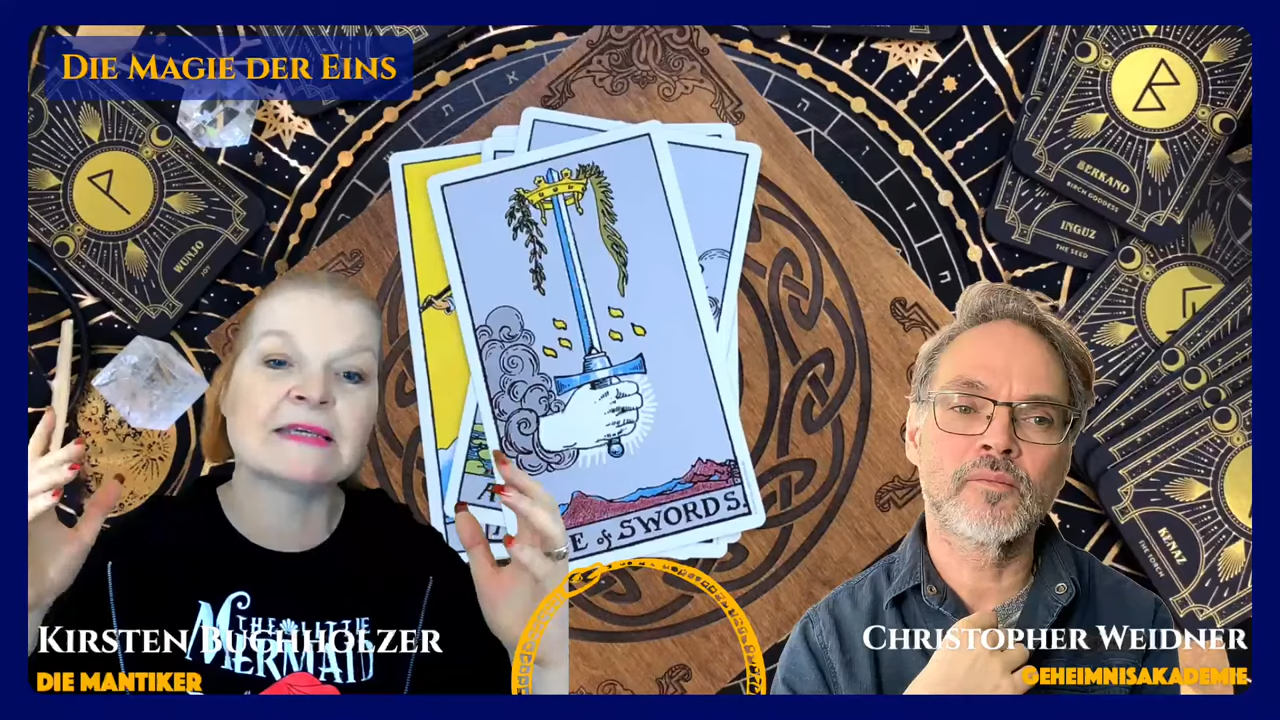 Die Magie der Eins
BERKANO
BIRCH GODDESS
INGUZ
THE SEED
WUNJO
JOY
E of SWORDS.
KENAZ
THE TORCH
THE LITTLE
MERMAID
Kirsten Buchholzer
DIE MANTIKER
Christopher Weidner
GEHEIMNISAKADEMIE